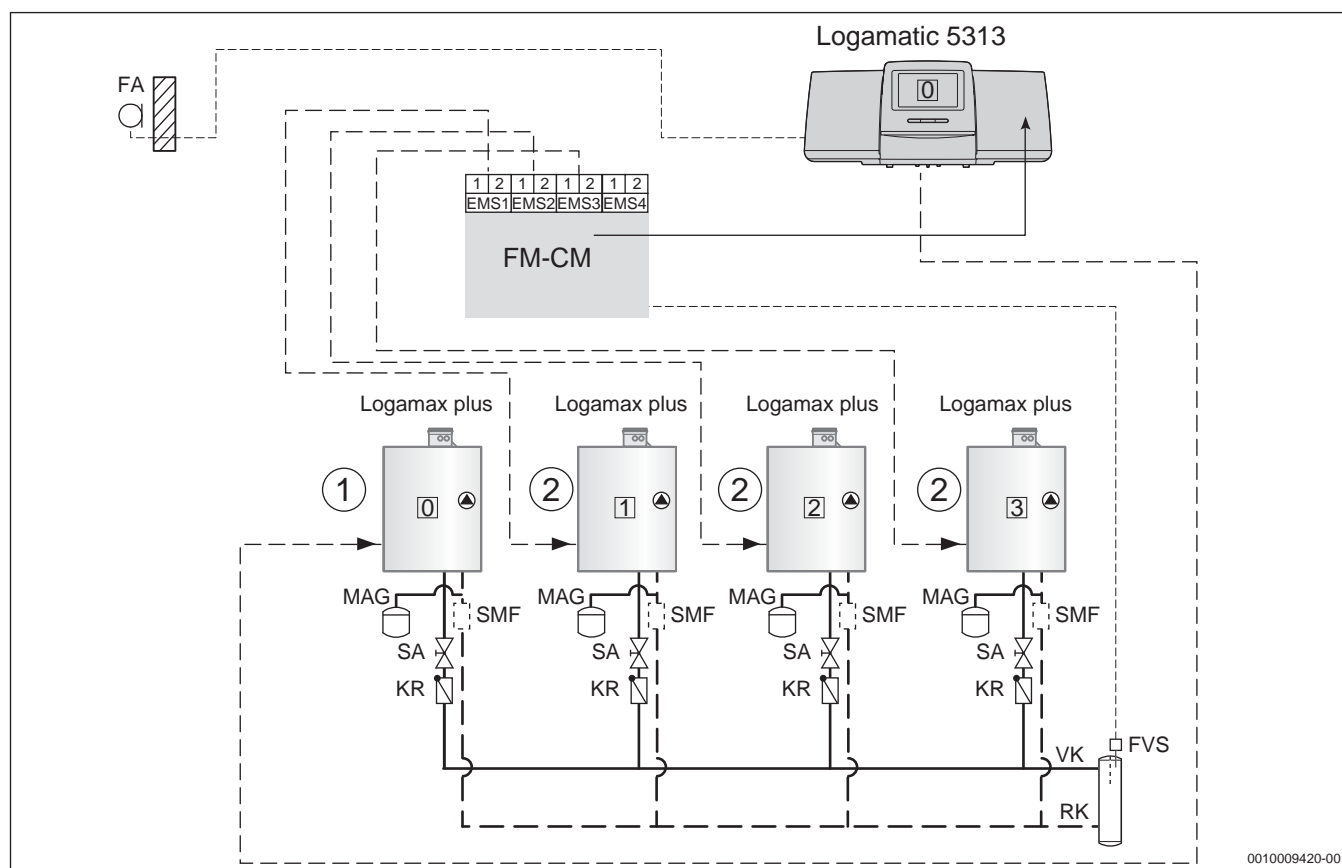 Logamatic 5313
FA
0
1 2 1 2 1 2 1 2
EMS1 EMS2 EMS3 EMS4
FM-CM
Logamax plus Logamax plus Logamax plus Logamax plus
1 0 2 1 2 2 2 3
MAG SMF MAG SMF MAG SMF MAG SMF
SA SA SA SA
KR KR KR KR
FVS
VK
RK
0010009420-00